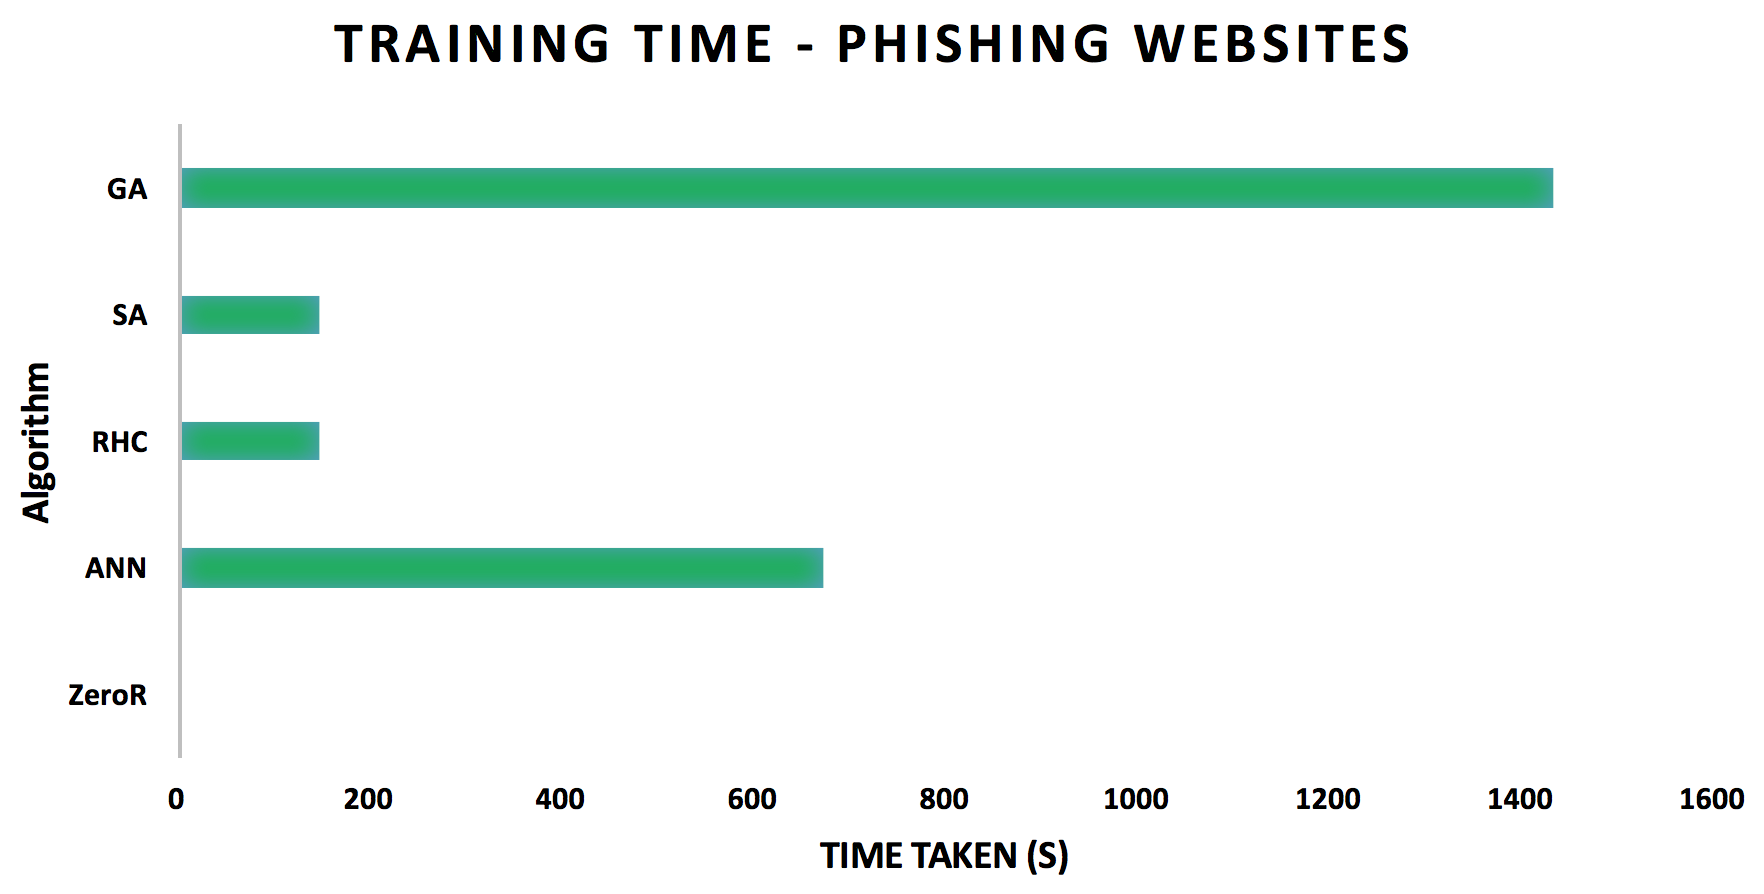 TRAINING TIME - PHISHING WEBSITES
GA
SA
RHC
ANN
ZeroR
Algorithm
0 200 400 600 800 1000 1200 1400 1600
TIME TAKEN (S)